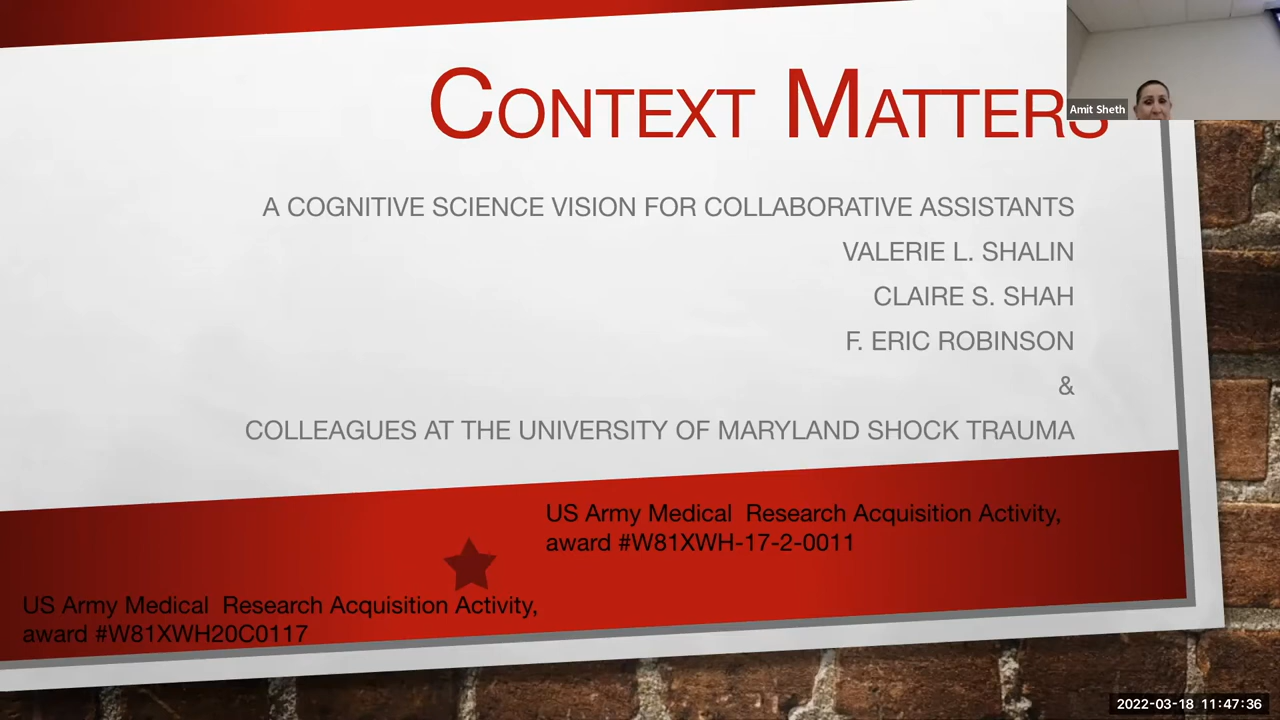 CONTEXT MATTERS
Amit Sheth
A COGNITIVE SCIENCE VISION FOR COLLABORATIVE ASSISTANTS
VALERIE L. SHALIN
CLAIRE S. SHAH
F. ERIC ROBINSON
&
COLLEAGUES AT THE UNIVERSITY OF MARYLAND SHOCK TRAUMA
US Army Medical  Research Acquisition Activity,
award #W81XWH-17-2-0011
US Army Medical  Research Acquisition Activity,
award #W81XWH20C0117
2022-03-18 11:47:36